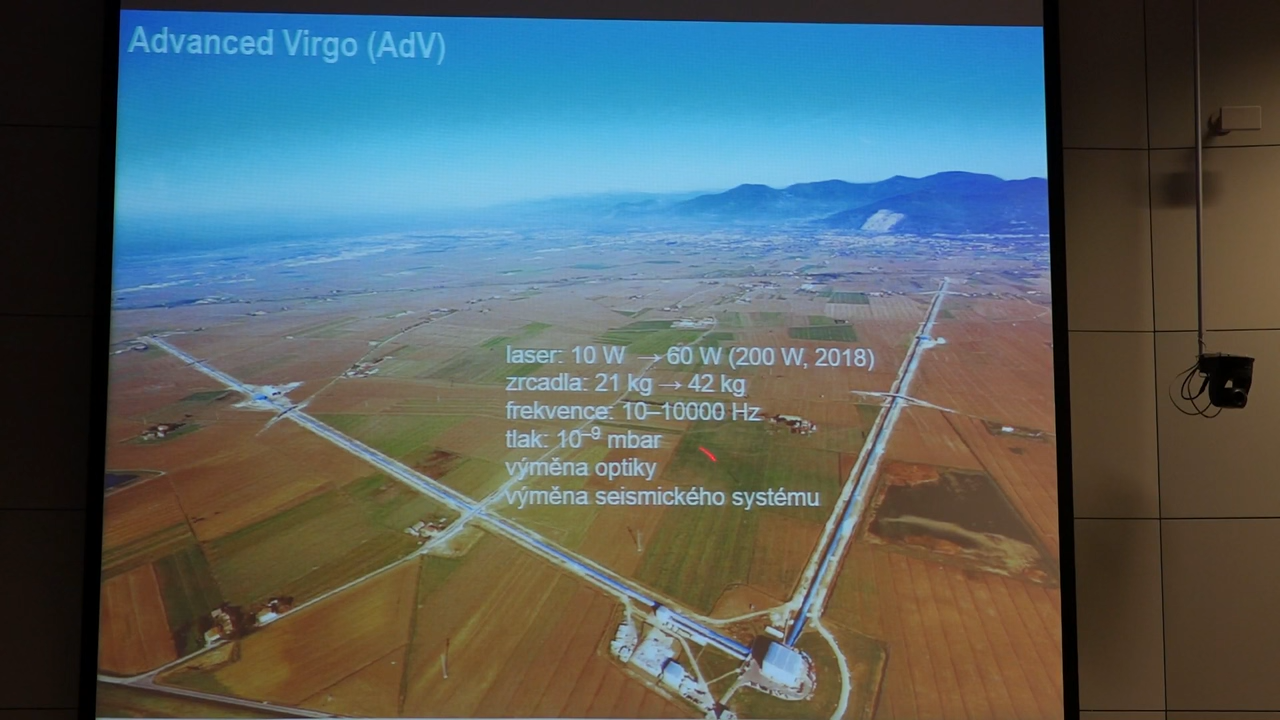 Advanced Virgo (AdV)
laser: 10 W → 60 W (200 W, 2018)
zrcadla: 21 kg → 42 kg
frekvence: 10–10000 Hz
tlak: 10⁻⁹ mbar
výměna optiky
výměna seismického systému